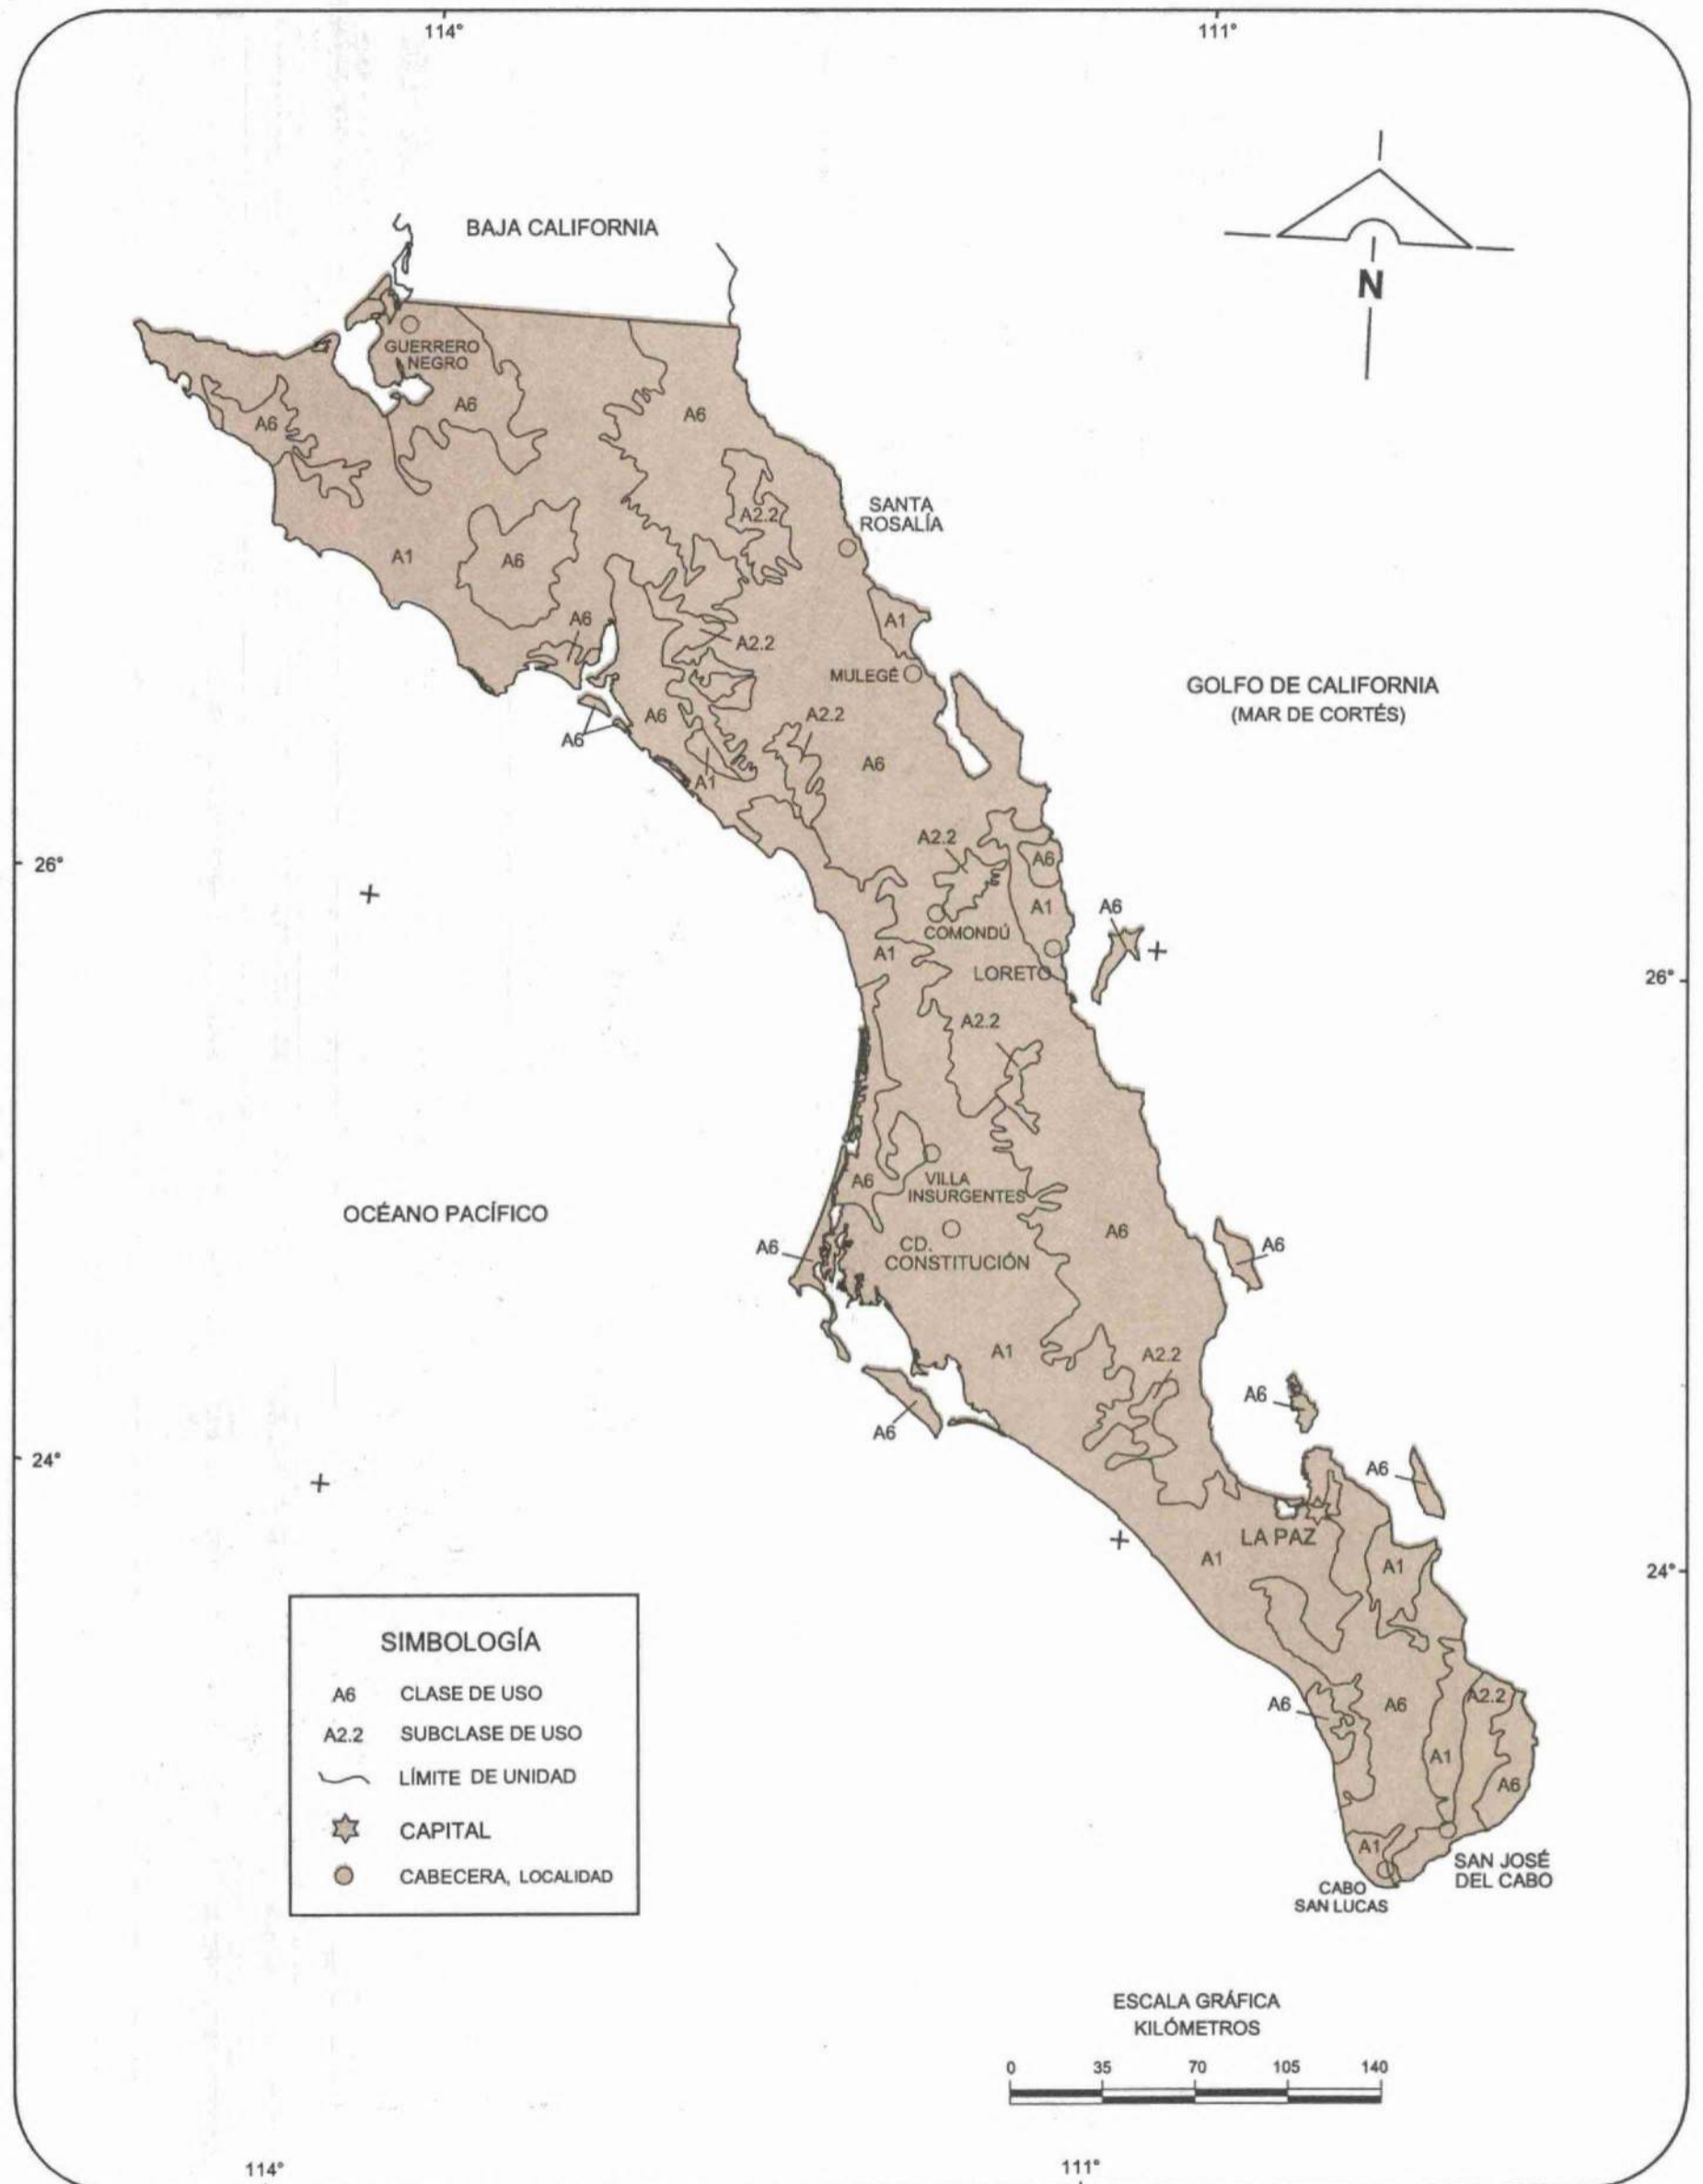 114°
111°
BAJA CALIFORNIA
N
GUERRERO
NEGRO
A6
A6
A6
A2.2
SANTA
ROSALÍA
A1
A6
A6
A1
A2.2
MULEGÉ
GOLFO DE CALIFORNIA
(MAR DE CORTÉS)
A6
A2.2
A6
A6
A1
A2.2
A6
26°
A1
A6
COMONDÚ
A1
LORETO
26°
A2.2
A6
VILLA
INSURGENTES
OCÉANO PACÍFICO
A6
A6
A6
CD.
CONSTITUCIÓN
A1
A2.2
A6
A6
24°
A6
LA PAZ
A1
A1
24°
A6
A6
A2.2
A1
A6
A1
SAN JOSÉ
DEL CABO
CABO
SAN LUCAS
SIMBOLOGÍA
A6 CLASE DE USO
A2.2 SUBCLASE DE USO
LÍMITE DE UNIDAD
CAPITAL
CABECERA, LOCALIDAD
ESCALA GRÁFICA
KILÓMETROS
0 35 70 105 140
114°
111°